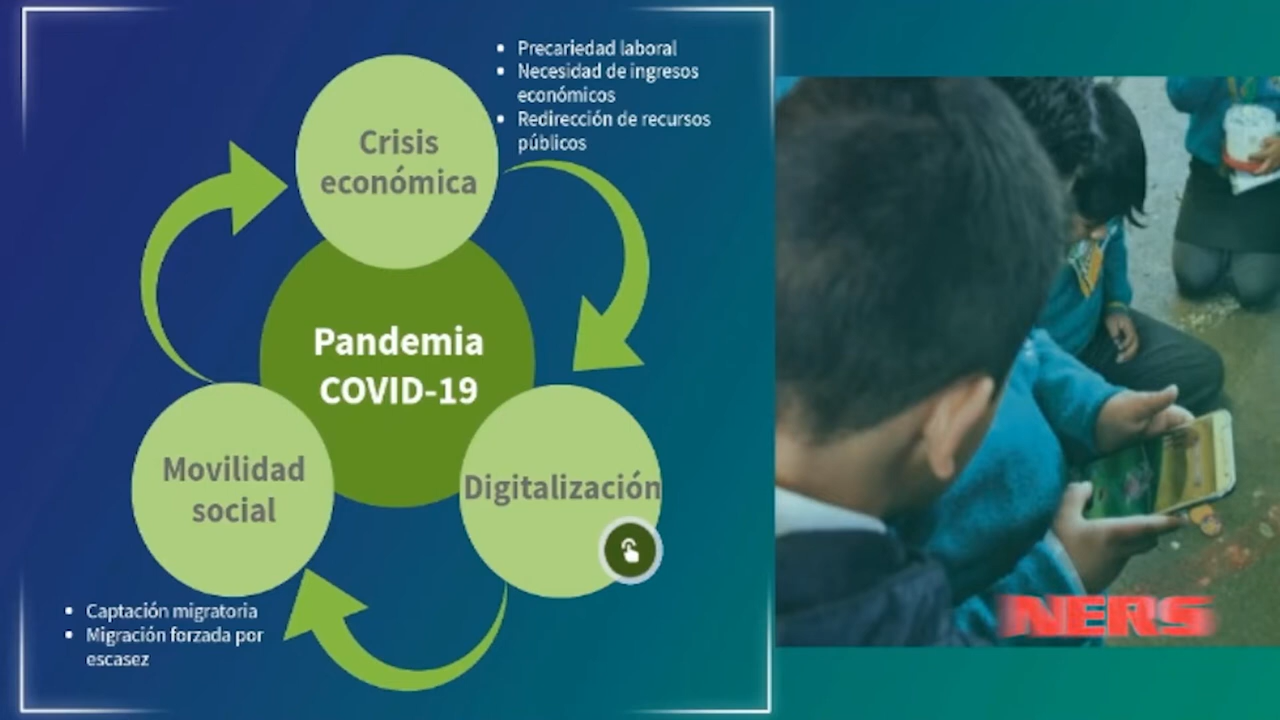 Precariedad laboral
Necesidad de ingresos
económicos
Redirección de recursos
públicos
Crisis
económica
Pandemia
COVID-19
Movilidad
social
Digitalización
Captación migratoria
Migración forzada por
escasez
NERS